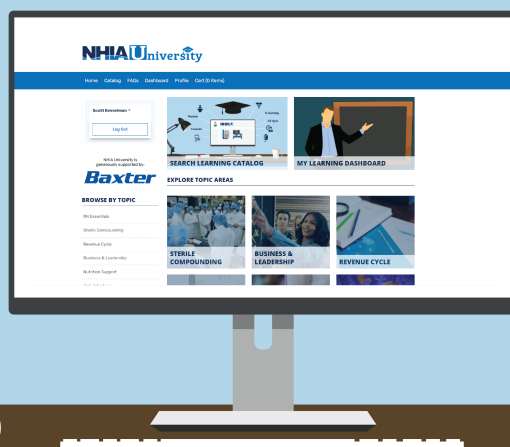 NHIA University
Home Catalog FAQs Dashboard Profile Cart (0 items)
Scott Kesselman
Log Out
NHIA University is
generously supported by:
Baxter
BROWSE BY TOPIC
RN Essentials
Sterile Compounding
Revenue Cycle
Business & Leadership
Nutrition Support
SEARCH LEARNING CATALOG
MY LEARNING DASHBOARD
EXPLORE TOPIC AREAS
STERILE
COMPOUNDING
BUSINESS &
LEADERSHIP
REVENUE CYCLE